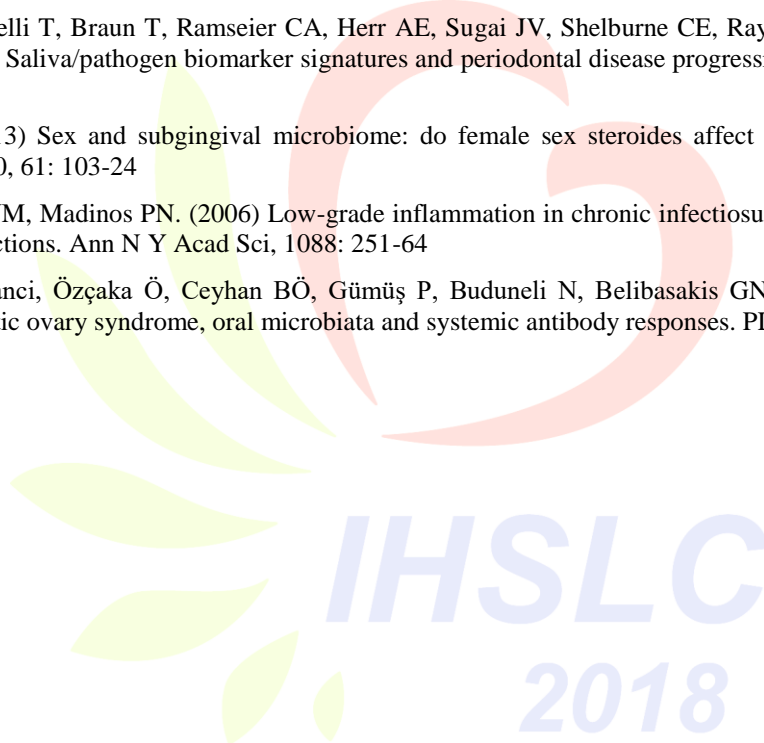 elli T, Braun T, Ramseier CA, Herr AE, Sugai JV, Shelburne CE, Ray
Saliva/pathogen biomarker signatures and periodontal disease progressi
13) Sex and subgingival microbiome: do female sex steroides affect
0, 61: 103-24
M, Madinos PN. (2006) Low-grade inflammation in chronic infectiosu
ctions. Ann N Y Acad Sci, 1088: 251-64
anci, Özçaka Ö, Ceyhan BÖ, Gümüş P, Buduneli N, Belibasakis GN
tic ovary syndrome, oral microbiata and systemic antibody responses. Pl
IHSLC
2018